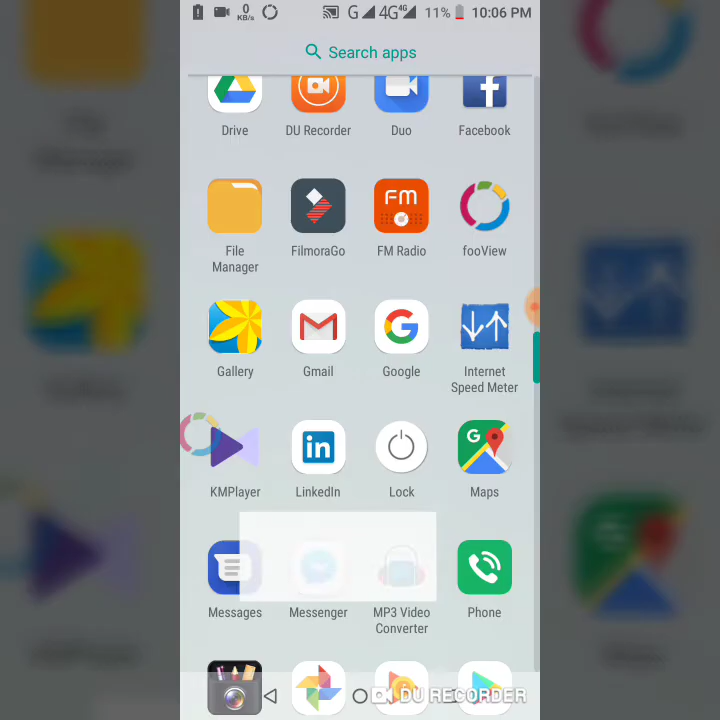 0 KB/s G 4G 4G 11% 10:06 PM
Search apps
Drive DU Recorder Duo Facebook
FM
File Manager FilmoraGo FM Radio fooView
Gallery Gmail Google Internet Speed Meter
G
in
KMPlayer LinkedIn Lock Maps
Messages Messenger MP3 Video Converter Phone
DU RECORDER